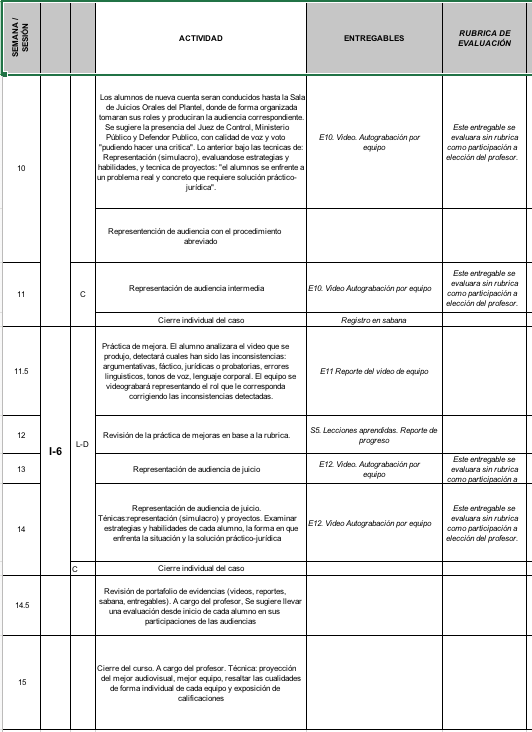 SEMANA /
SESIÓN
ACTIVIDAD
ENTREGABLES
RUBRICA DE
EVALUACIÓN
10
Los alumnos de nueva cuenta seran conducidos hasta la Sala
de Juicios Orales del Plantel, donde de forma organizada
tomaran sus roles y produciran la audiencia correspondiente.
Se sugiere la presencia del Juez de Control, Ministerio
Público y Defendor Publico, con calidad de voz y voto
"pudiendo hacer una critica". Lo anterior bajo las tecnicas de:
Representación (simulacro), evaluandose estrategias y
habilidades, y tecnica de proyectos: "el alumnos se enfrente a
un problema real y concreto que requiere solución práctico-
jurídica".
E10. Video. Autograbación por
equipo
Este entregable se
evaluara sin rubrica
como participación a
elección del profesor.
Representención de audiencia con el procedimiento
abreviado
11
C
Representación de audiencia intermedia
E10. Video Autograbación por equipo
Este entregable se
evaluara sin rubrica
como participación a
elección del profesor.
Cierre individual del caso
Registro en sabana
11.5
I-6
L-D
Práctica de mejora. El alumno analizara el video que se
produjo, detectará cuales han sido las inconsistencias:
argumentativas, fáctico, jurídicas o probatorias, errores
linguisticos, tonos de voz, lenguaje corporal. El equipo se
videograbará representando el rol que le corresponda
corrigiendo las inconsistencias detectadas.
E11 Reporte del video de equipo
12
Revisión de la práctica de mejoras en base a la rubrica.
S5. Lecciones aprendidas. Reporte de
progreso
13
Representación de audiencia de juicio
E12. Video. Autograbación por
equipo
Este entregable se
evaluara sin rubrica
como participación a
14
Representación de audiencia de juicio.
Ténicas:representación (simulacro) y proyectos. Examinar
estrategias y habilidades de cada alumno, la forma en que
enfrenta la situación y la solución práctico-jurídica
E12. Video Autograbación por equipo
Este entregable se
evaluara sin rubrica
como participación a
elección del profesor.
C
Cierre individual del caso
14.5
Revisión de portafolio de evidencias (videos, reportes,
sabana, entregables). A cargo del profesor, Se sugiere llevar
una evaluación desde inicio de cada alumno en sus
participaciones de las audiencias
15
Cierre del curso. A cargo del profesor. Técnica: proyección
del mejor audiovisual, mejor equipo, resaltar las cualidades
de forma individual de cada equipo y exposición de
calificaciones